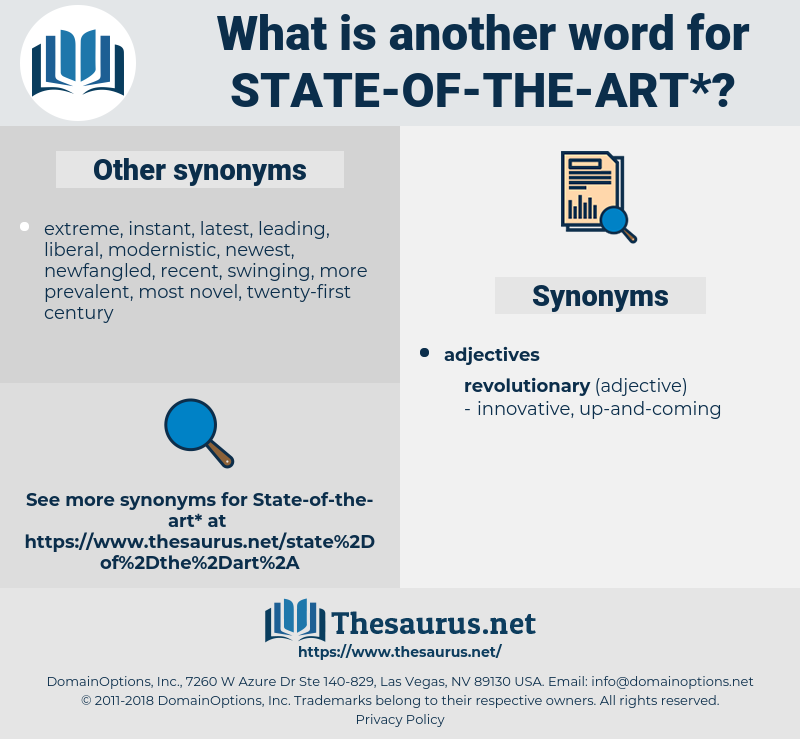 What is another word for
STATE-OF-THE-ART*?
Other synonyms
extreme, instant, latest, leading,
liberal, modernistic, newest,
newfangled, recent, swinging, more
prevalent, most novel, twenty-first
century
See more synonyms for State-of-the-
art* at
https://www.thesaurus.net/state%2D
of%2Dthe%2Dart%2A
Synonyms
adjectives
revolutionary (adjective)
- innovative, up-and-coming
Thesaurus.net
https://www.thesaurus.net/
DomainOptions, Inc., 7260 W Azure Dr Ste 140-829, Las Vegas, NV 89130 USA. Email: info@domainoptions.net
© 2011-2018 DomainOptions, Inc. Trademarks belong to their respective owners. All rights reserved.
Privacy Policy